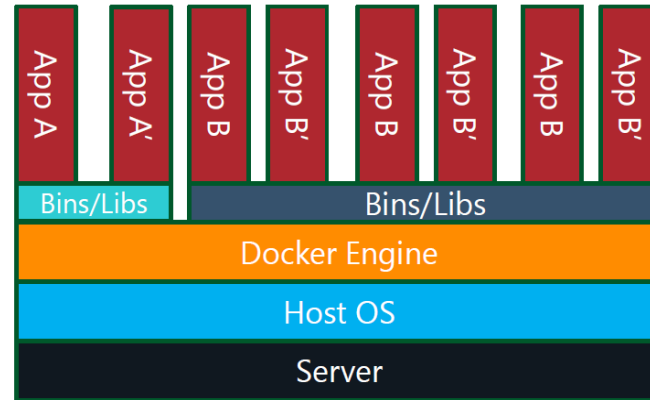 App A
App A'
App B
App B'
App B
App B'
App B
App B'
Bins/Libs
Bins/Libs
Docker Engine
Host OS
Server